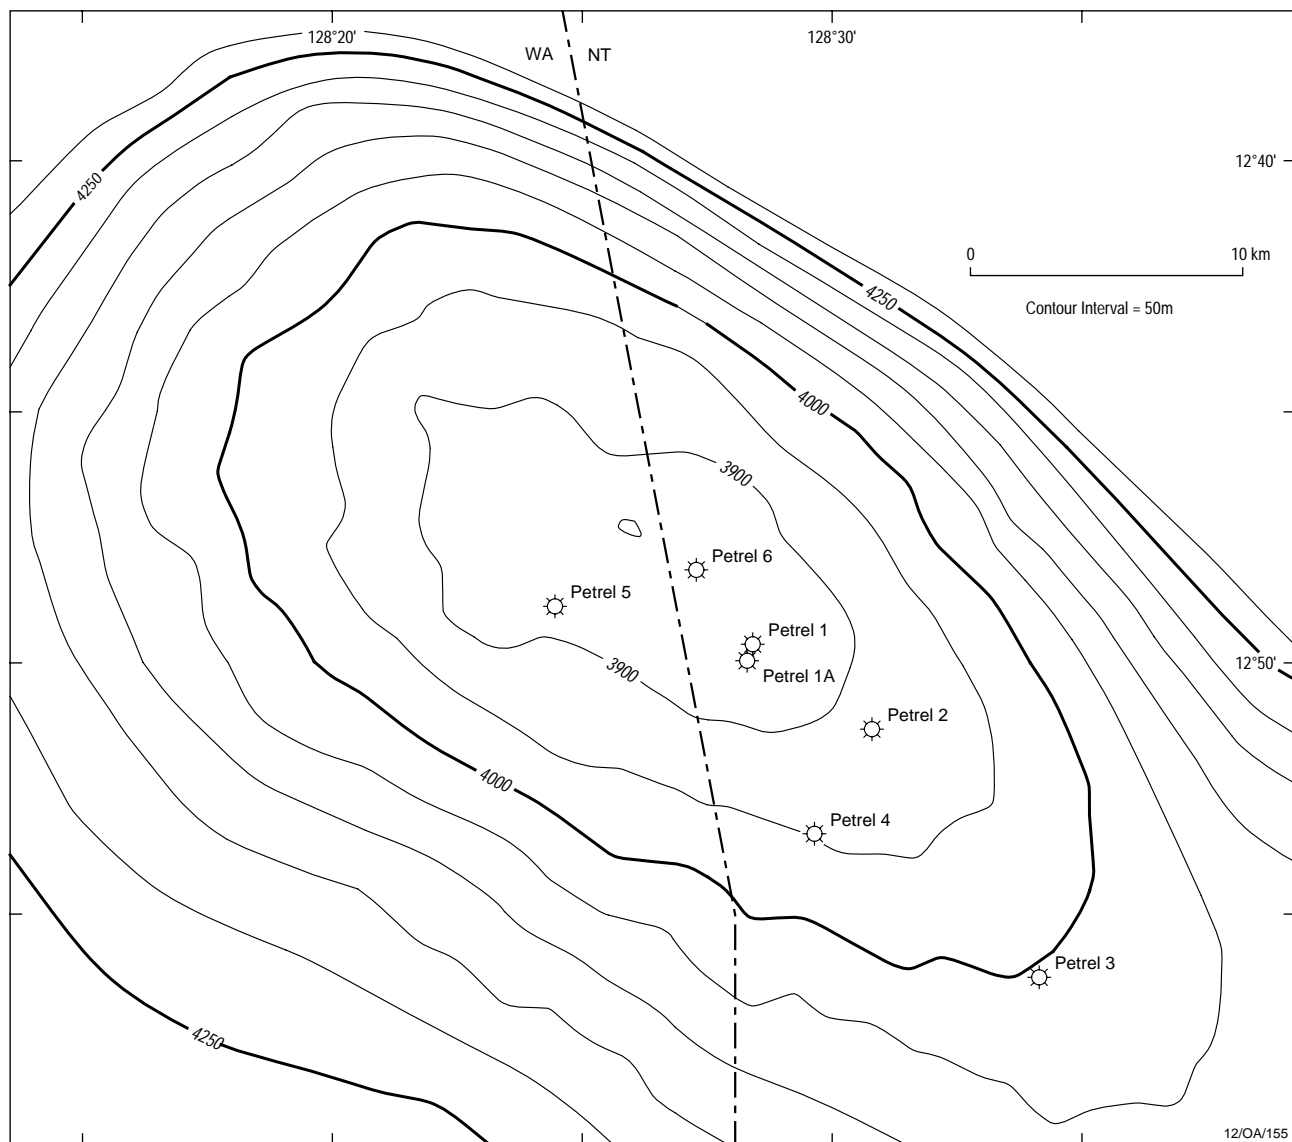 128°20'
128°30'
WA
NT
12°40'
4250
0
10 km
4250
Contour Interval = 50m
4000
3900
Petrel 6
Petrel 5
Petrel 1
3900
12°50'
Petrel 1A
Petrel 2
4000
Petrel 4
Petrel 3
4250
12/OA/155